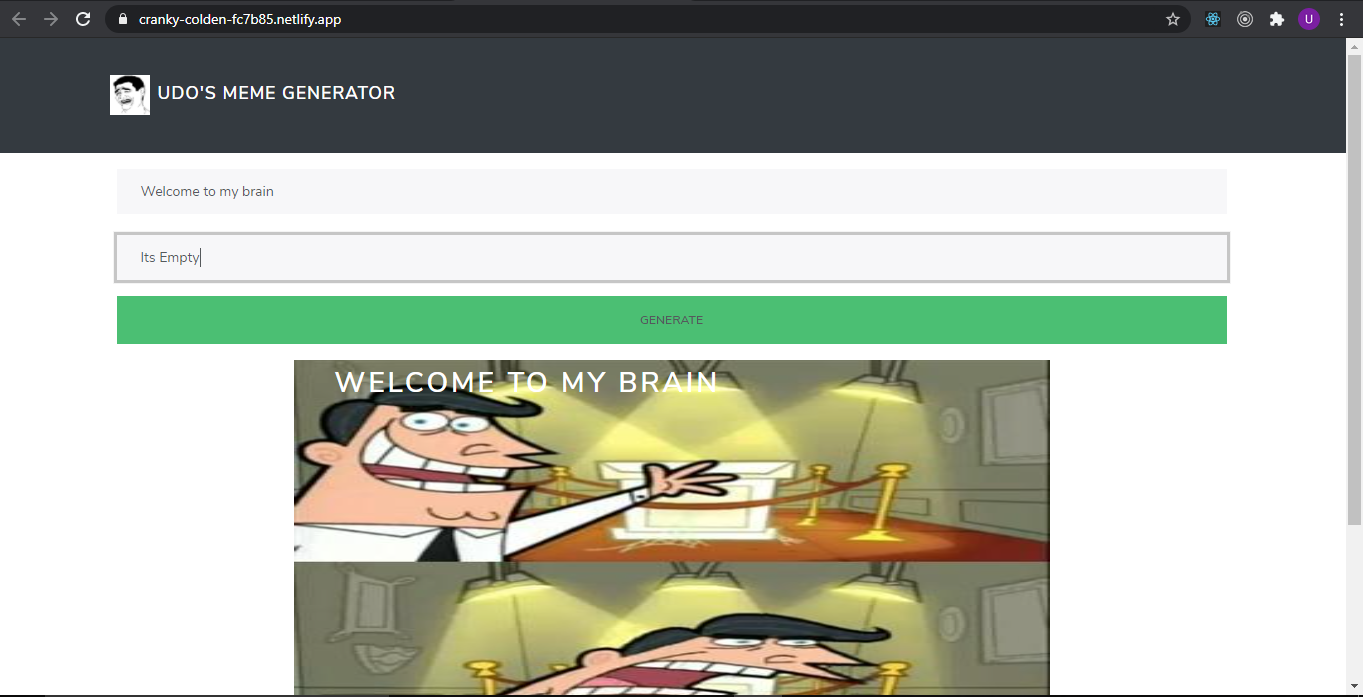 cranky-colden-fc7b85.netlify.app
U
UDO'S MEME GENERATOR
Welcome to my brain
Its Empty
GENERATE
WELCOME TO MY BRAIN